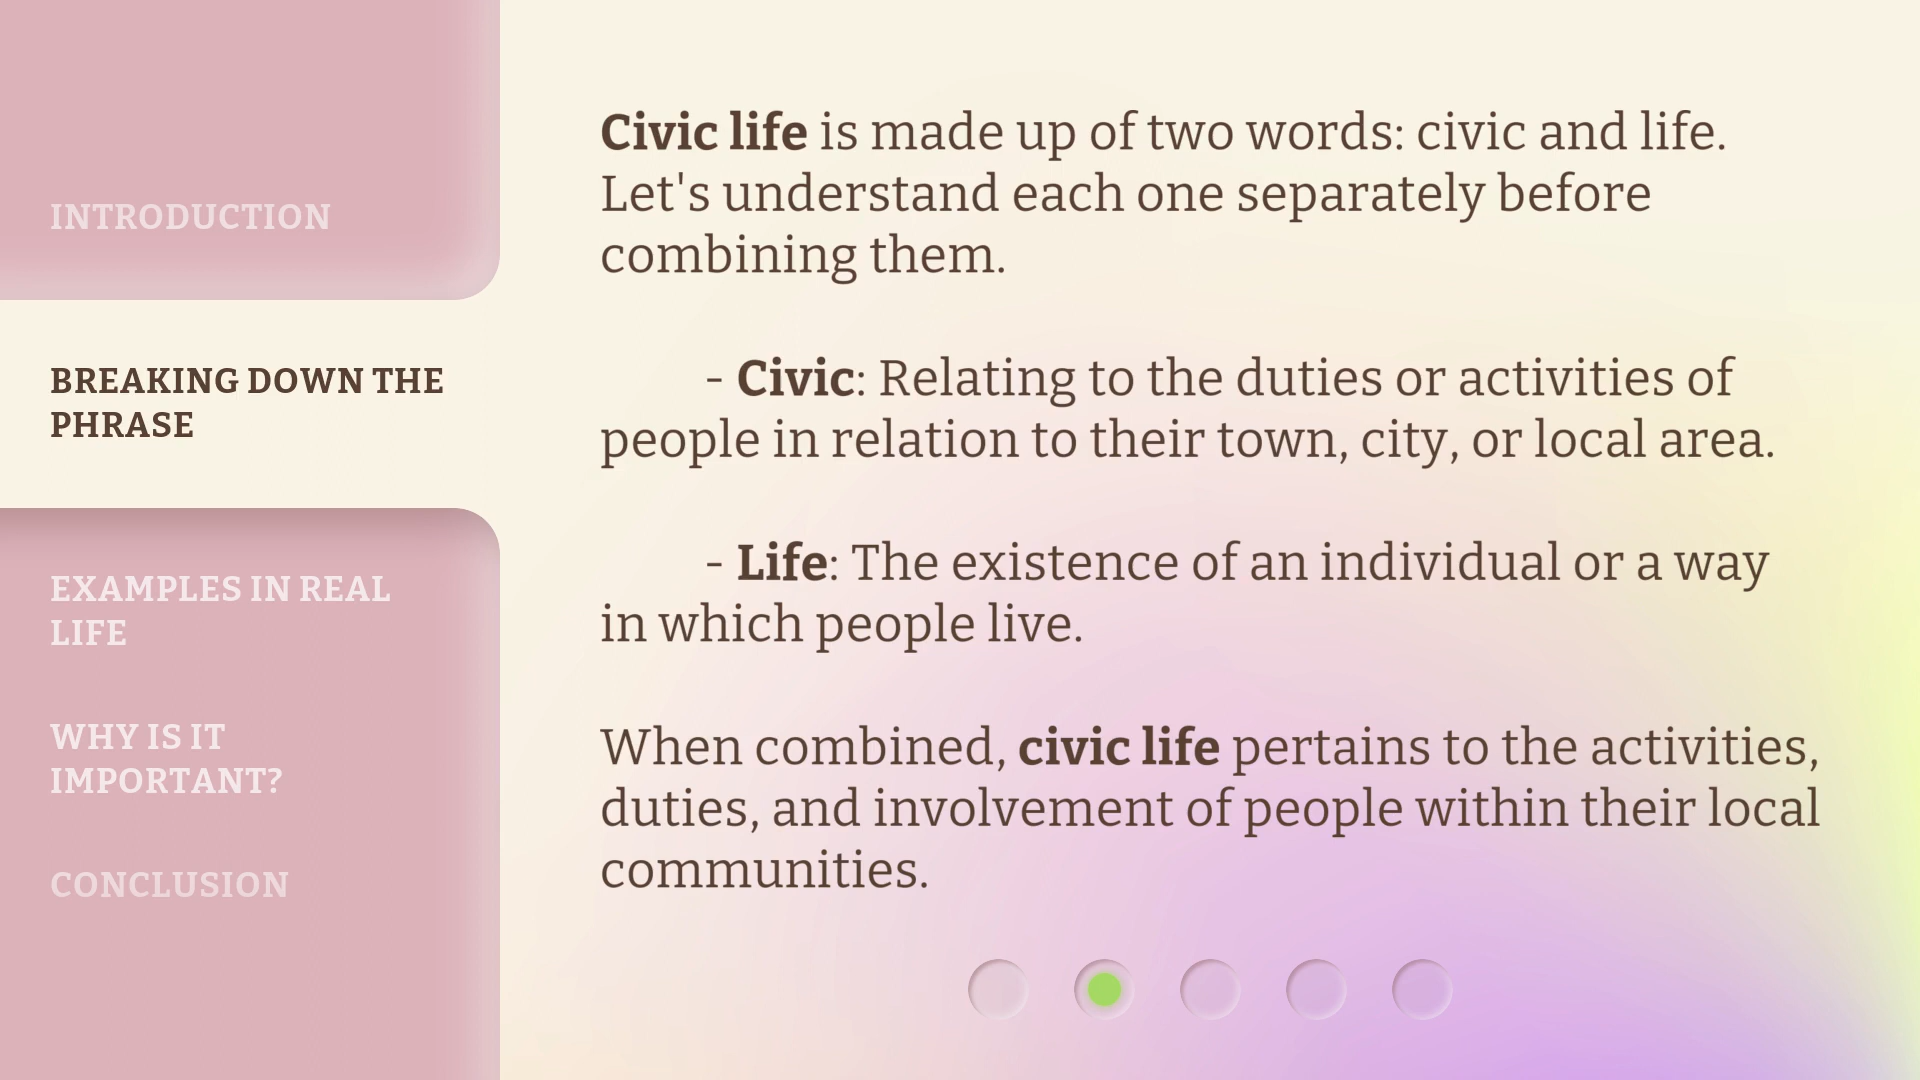 INTRODUCTION
BREAKING DOWN THE
PHRASE
EXAMPLES IN REAL
LIFE
WHY IS IT
IMPORTANT?
CONCLUSION
Civic life is made up of two words: civic and life.
Let's understand each one separately before
combining them.
- Civic: Relating to the duties or activities of
people in relation to their town, city, or local area.
- Life: The existence of an individual or a way
in which people live.
When combined, civic life pertains to the activities,
duties, and involvement of people within their local
communities.